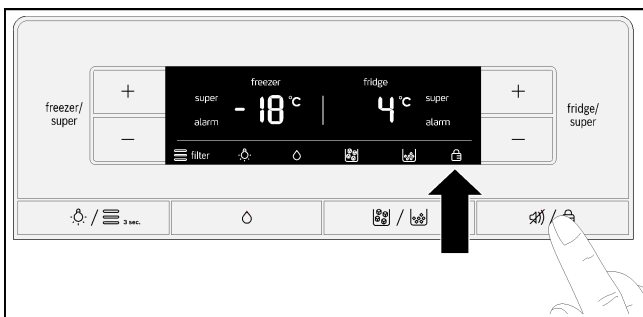 freezer/
super
+
−
freezer
super
alarm
-18 °C
fridge
4 °C
super
alarm
filter
+
−
fridge/
super
/ 3 sec.
/
/